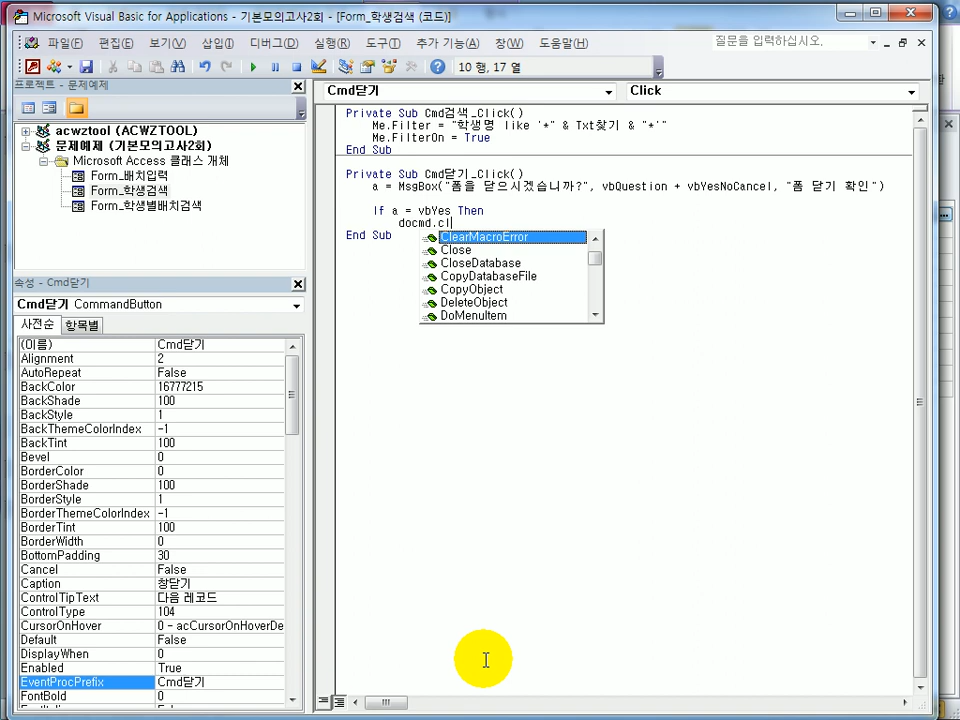 Microsoft Visual Basic for Applications - 기본모의고사2회 - [Form_학생검색 (코드)]
파일(F) 편집(E) 보기(V) 삽입(I) 디버그(D) 실행(R) 도구(T) 추가 기능(A) 창(W) 도움말(H) 질문을 입력하십시오.
10 행, 17 열
프로젝트 - 문제예제
acwztool (ACWZTOOL)
문제예제 (기본모의고사2회)
Microsoft Access 클래스 개체
Form_배치입력
Form_학생검색
Form_학생별배치검색
속성 - Cmd닫기
Cmd닫기 CommandButton
사전순 항목별
(이름) Cmd닫기
Alignment 2
AutoRepeat False
BackColor 16777215
BackShade 100
BackStyle 1
BackThemeColorIndex -1
BackTint 100
Bevel 0
BorderColor 0
BorderShade 100
BorderStyle 1
BorderThemeColorIndex -1
BorderTint 100
BorderWidth 0
BottomPadding 30
Cancel False
Caption 창닫기
ControlTipText 다음 레코드
ControlType 104
CursorOnHover 0 - acCursorOnHoverDe
Default False
DisplayWhen 0
Enabled True
EventProcPrefix Cmd닫기
FontBold 0
Cmd닫기 Click
Private Sub Cmd검색_Click()
Me.Filter = "학생명 like '*" & Txt찾기 & "*'"
Me.FilterOn = True
End Sub
Private Sub Cmd닫기_Click()
a = MsgBox("폼을 닫으시겠습니까?", vbQuestion + vbYesNoCancel, "폼 닫기 확인")
If a = vbYes Then
docmd.cl
End Sub
ClearMacroError
Close
CloseDatabase
CopyDatabaseFile
CopyObject
DeleteObject
DoMenuItem